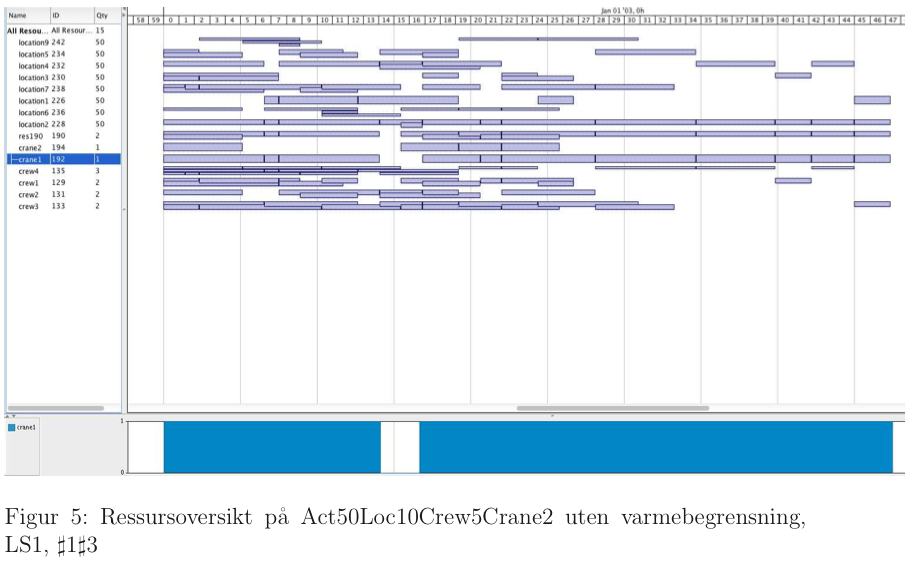 Jan 01 '03, 0h
Name ID Qty
58 59 0 1 2 3 4 5 6 7 8 9 10 11 12 13 14 15 16 17 18 19 20 21 22 23 24 25 26 27 28 29 30 31 32 33 34 35 36 37 38 39 40 41 42 43 44 45 46 47
All Resou... All Resour... 15
location9 242 50
location5 234 50
location4 232 50
location3 230 50
location7 238 50
location1 226 50
location6 236 50
location2 228 50
res190 190 2
crane2 194 1
crane1 192 1
crew4 135 3
crew1 129 2
crew2 131 2
crew3 133 2
crane1
1
0
Figur 5: Ressursoversikt på Act50Loc10Crew5Crane2 uten varmebegrensning,
LS1, ♯1♯3